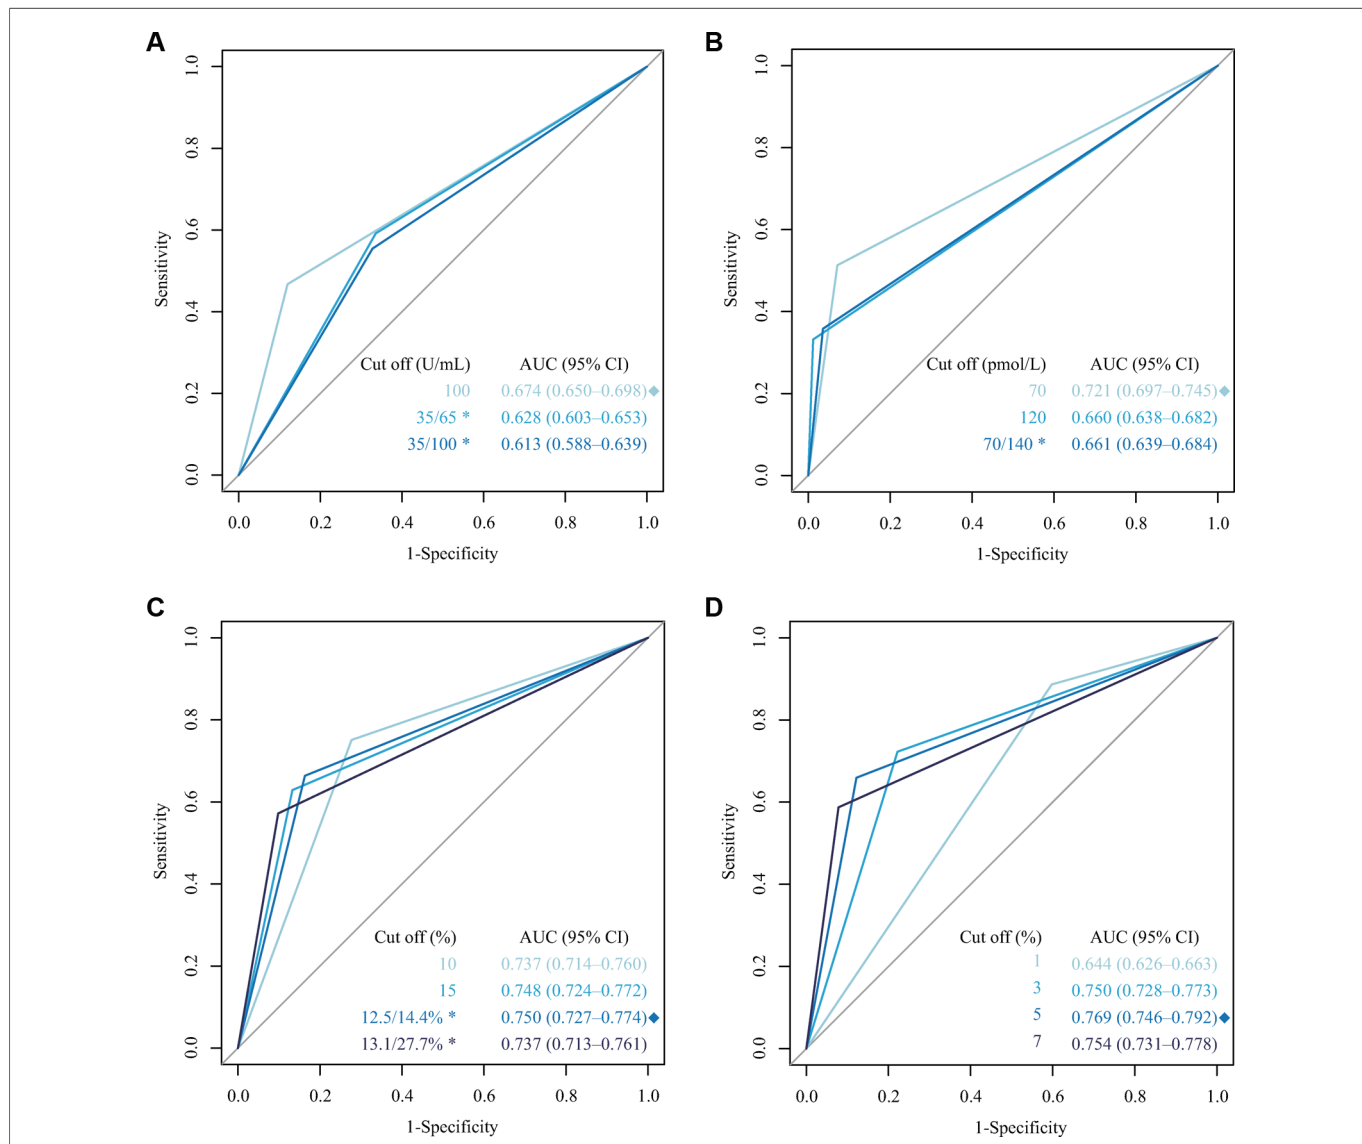 A
1.0
0.8
0.6
0.4
0.2
0.0
Sensitivity
Cut off (U/mL) AUC (95% CI)
100 0.674 (0.650–0.698)◆
35/65 * 0.628 (0.603–0.653)
35/100 * 0.613 (0.588–0.639)
0.0 0.2 0.4 0.6 0.8 1.0
1-Specificity
B
1.0
0.8
0.6
0.4
0.2
0.0
Sensitivity
Cut off (pmol/L) AUC (95% CI)
70 0.721 (0.697–0.745)◆
120 0.660 (0.638–0.682)
70/140 * 0.661 (0.639–0.684)
0.0 0.2 0.4 0.6 0.8 1.0
1-Specificity
C
1.0
0.8
0.6
0.4
0.2
0.0
Sensitivity
Cut off (%) AUC (95% CI)
10 0.737 (0.714–0.760)
15 0.748 (0.724–0.772)
12.5/14.4% * 0.750 (0.727–0.774)◆
13.1/27.7% * 0.737 (0.713–0.761)
0.0 0.2 0.4 0.6 0.8 1.0
1-Specificity
D
1.0
0.8
0.6
0.4
0.2
0.0
Sensitivity
Cut off (%) AUC (95% CI)
1 0.644 (0.626–0.663)
3 0.750 (0.728–0.773)
5 0.769 (0.746–0.792)◆
7 0.754 (0.731–0.778)
0.0 0.2 0.4 0.6 0.8 1.0
1-Specificity